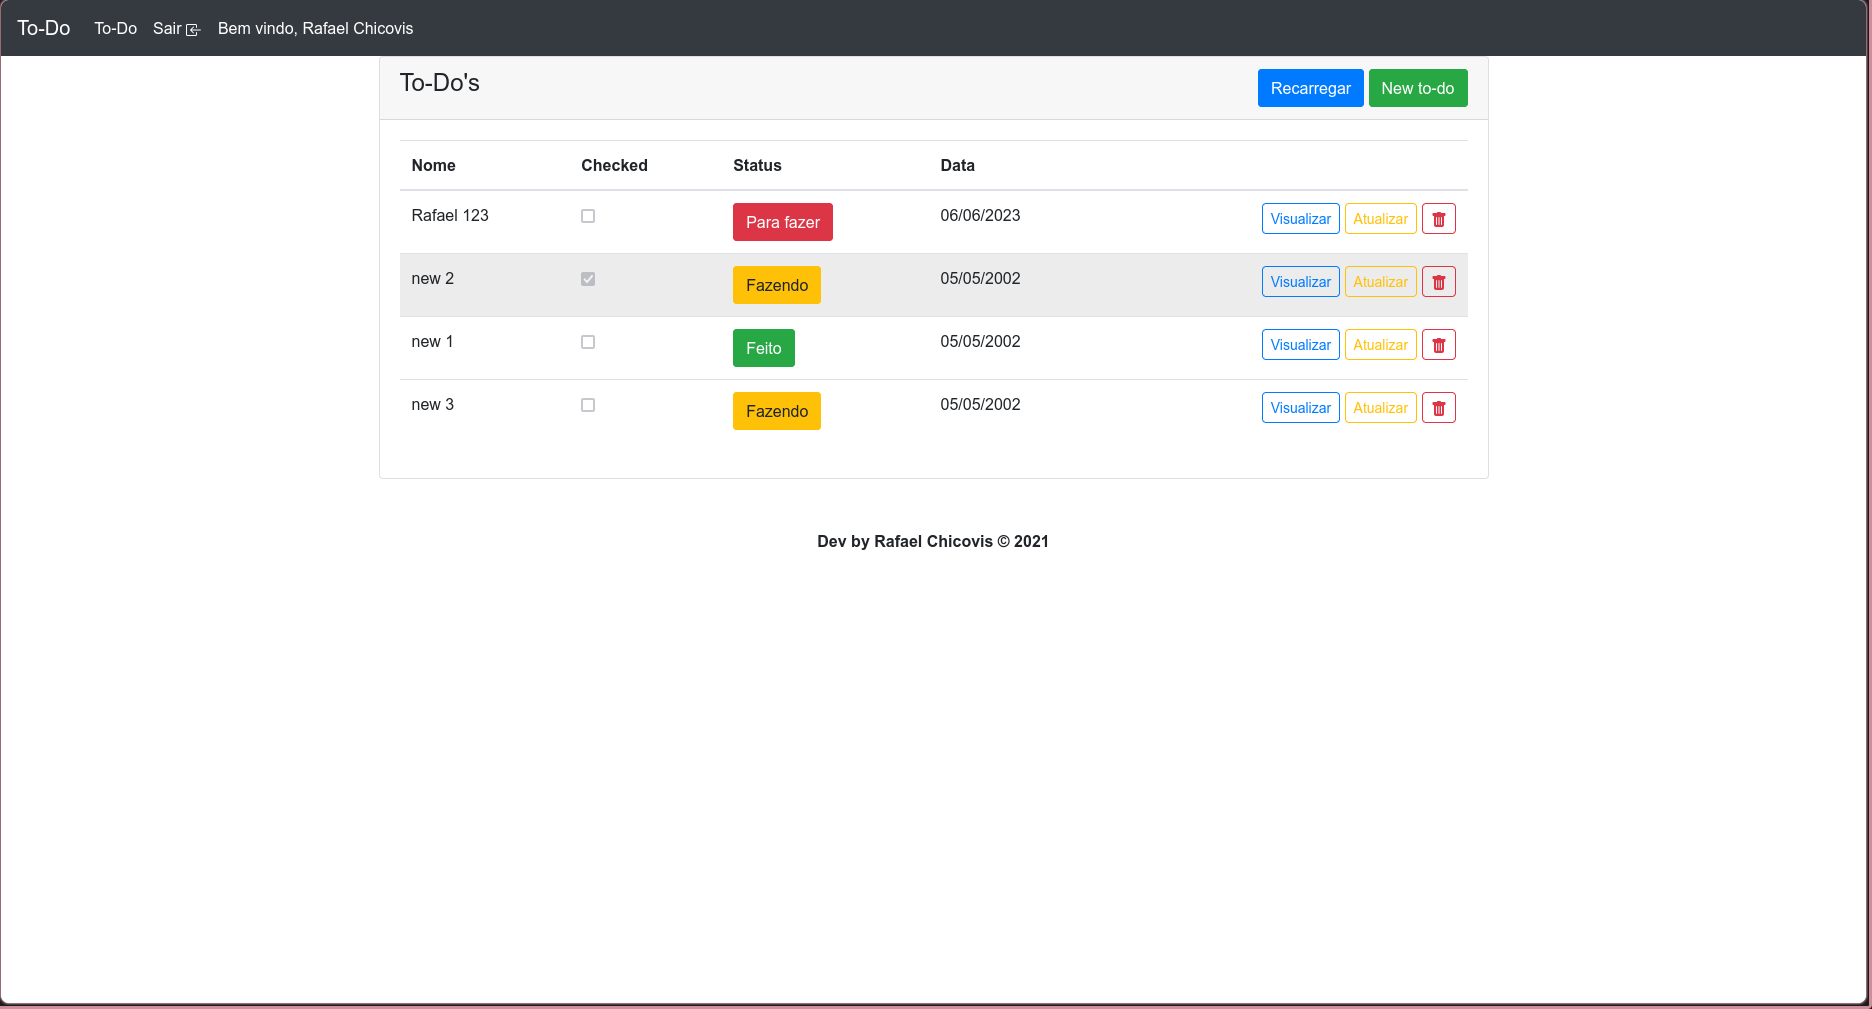 To-Do To-Do Sair Bem vindo, Rafael Chicovis
To-Do's Recarregar New to-do
Nome Checked Status Data
Rafael 123 Para fazer 06/06/2023 Visualizar Atualizar
new 2 Fazendo 05/05/2002 Visualizar Atualizar
new 1 Feito 05/05/2002 Visualizar Atualizar
new 3 Fazendo 05/05/2002 Visualizar Atualizar
Dev by Rafael Chicovis © 2021